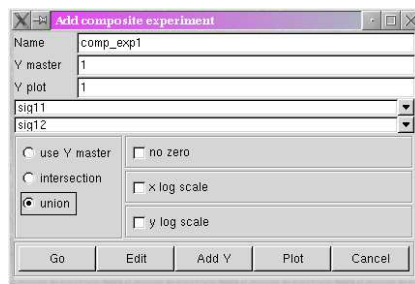 Add composite experiment
Name comp_exp1
Y master 1
Y plot 1
sig11
sig12
use Y master
intersection
union
no zero
x log scale
y log scale
Go Edit Add Y Plot Cancel